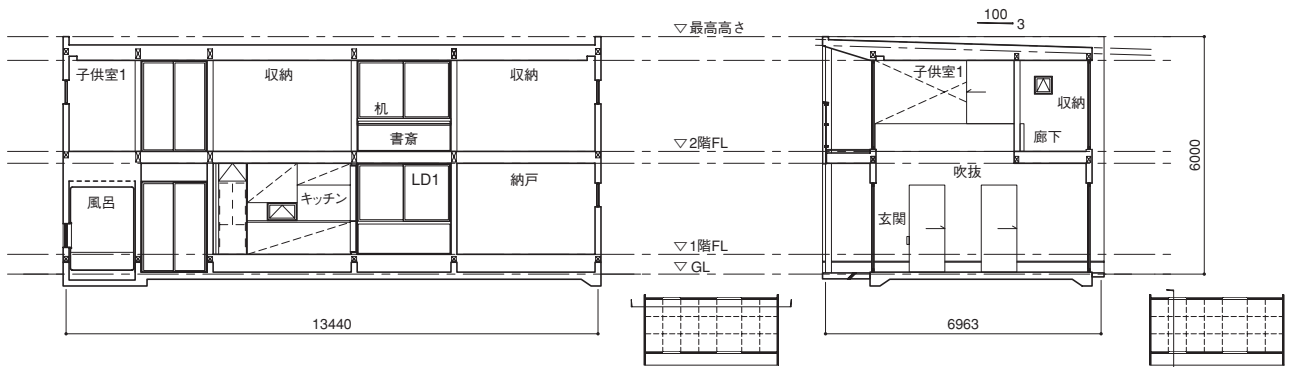 100
3
▽最高高さ
子供室1
収納
収納
子供室1
収納
机
書斎
▽2階FL
廊下
6000
LD1
納戸
吹抜
風呂
キッチン
玄関
▽1階FL
▽GL
13440
6963